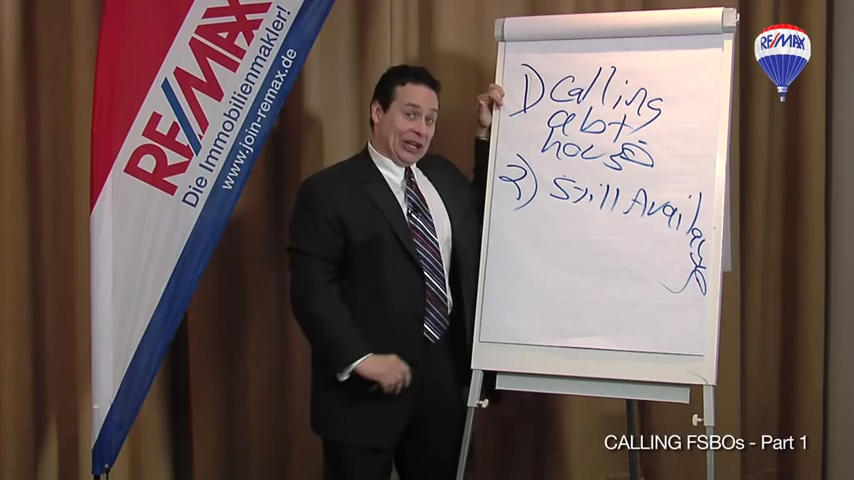 RE/MAX
Die Immobilienmakler!
www.join-remax.de
1) Calling
abt
house
2) Still Available
RE/MAX
CALLING FSBOs - Part 1